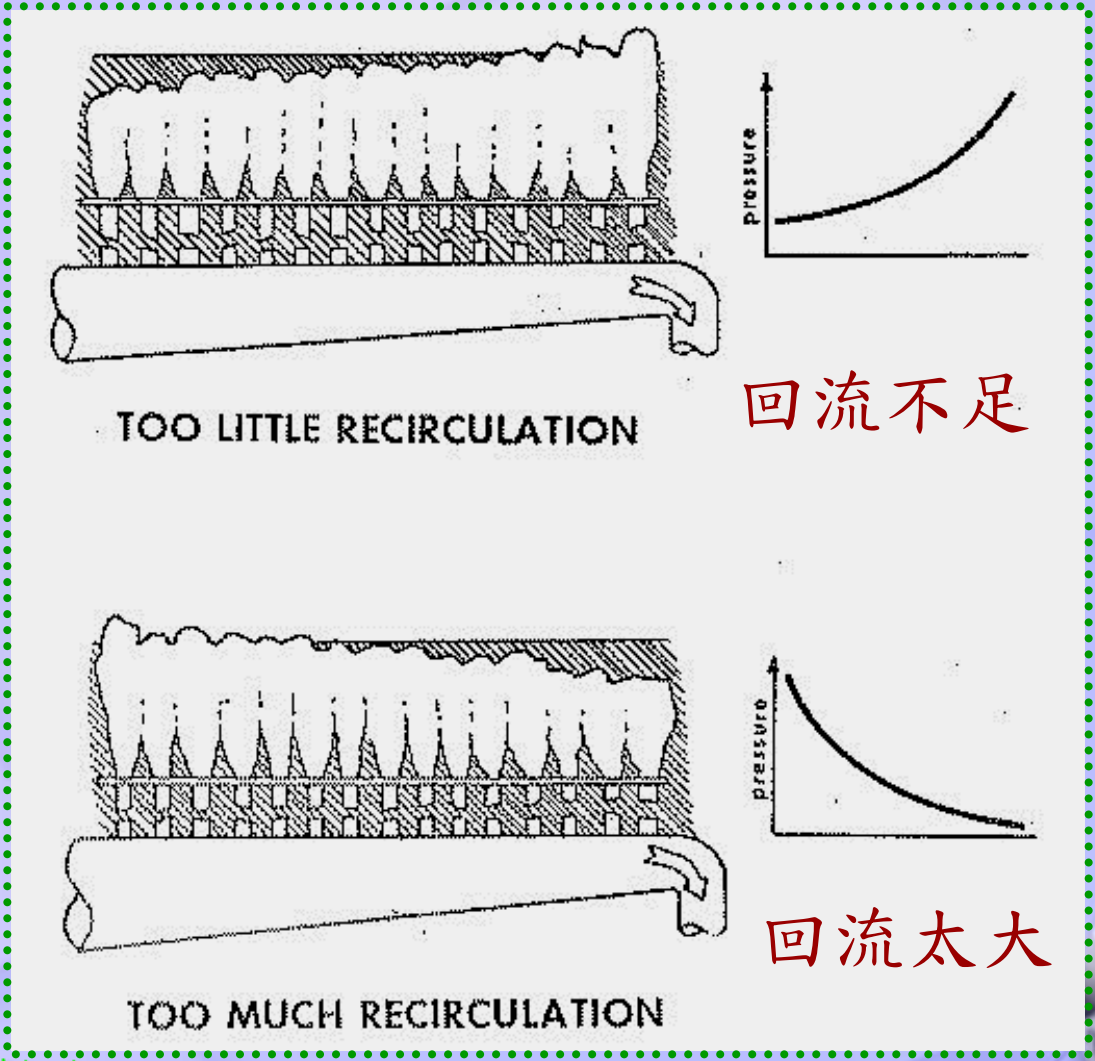 pressure
TOO LITTLE RECIRCULATION
回流不足
pressure
回流太大
TOO MUCH RECIRCULATION